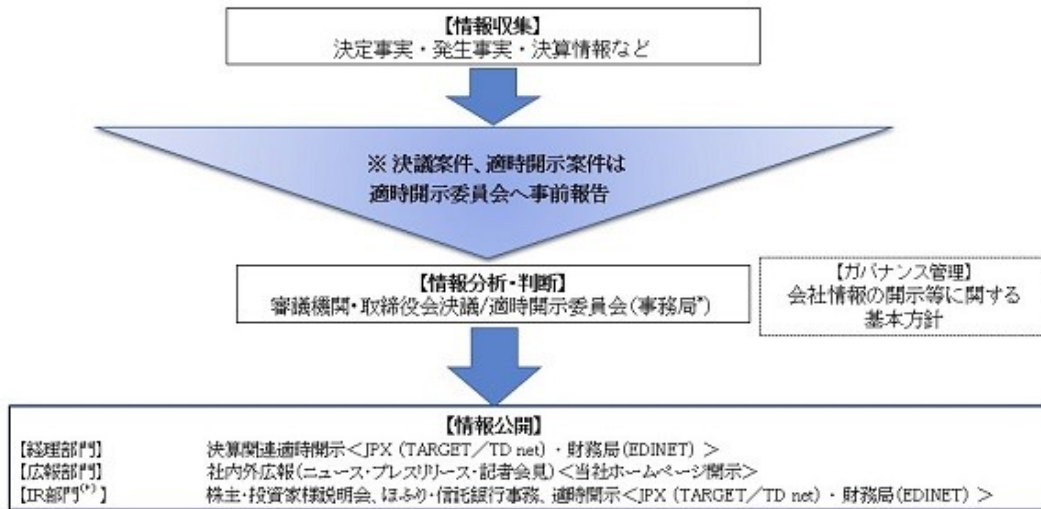 【情報収集】
決定事実・発生事実・決算情報など
※ 決議案件、適時開示案件は
適時開示委員会へ事前報告
【情報分析・判断】
審議機関・取締役会決議/適時開示委員会(事務局*)
【ガバナンス管理】
会社情報の開示等に関する
基本方針
【情報公開】
【経理部門】 決算関連適時開示<JPX (TARGET/TD net) ・ 財務局(EDINET) >
【広報部門】 社内外広報(ニュース・プレスリリース・記者会見)<当社ホームページ開示>
【IR部門(*)】 株主・投資家様説明会、ほふり・信託銀行事務、適時開示<JPX (TARGET/TD net) ・ 財務局(EDINET) >